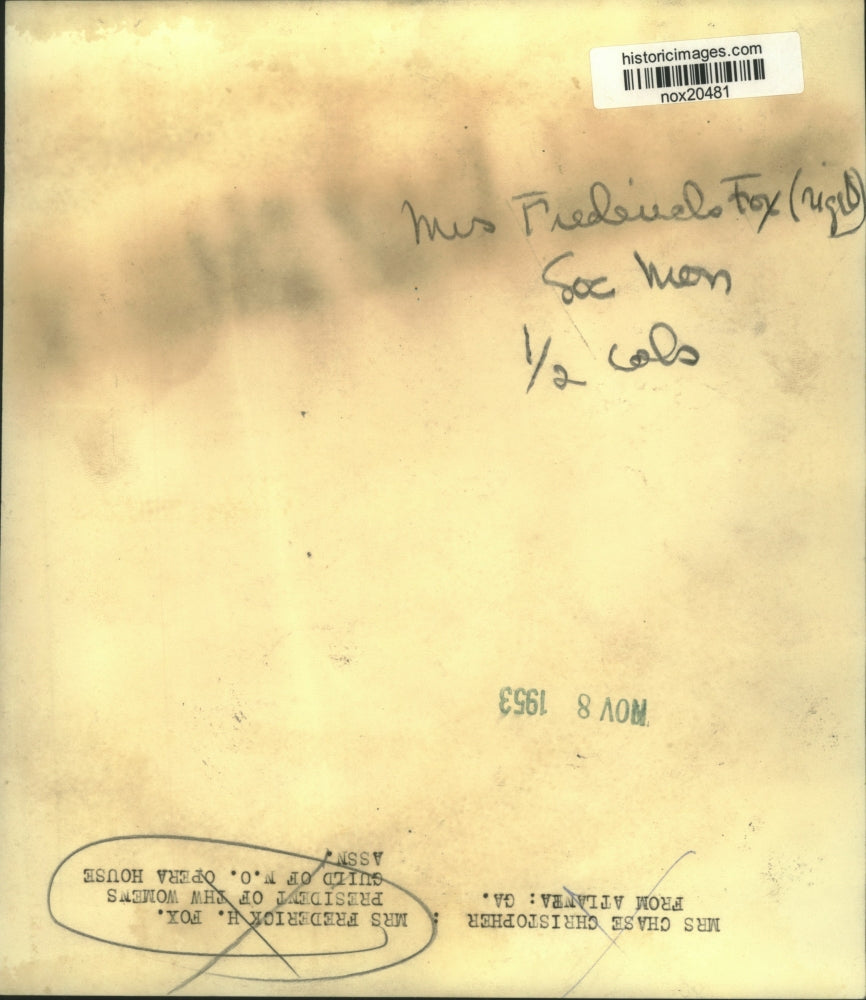 historicimages.com
nox20481
Mrs Frederick Fox (right)
Soc Mon
1/2 cols
NOV 8 1953
MRS CHASE CHRISTOPHER : MRS FREDERICK H. FOX.
FROM ATLANTA: GA. PRESIDENT OF THW WOMENS
GUILD OF N.O. OPERA HOUSE
ASSN.